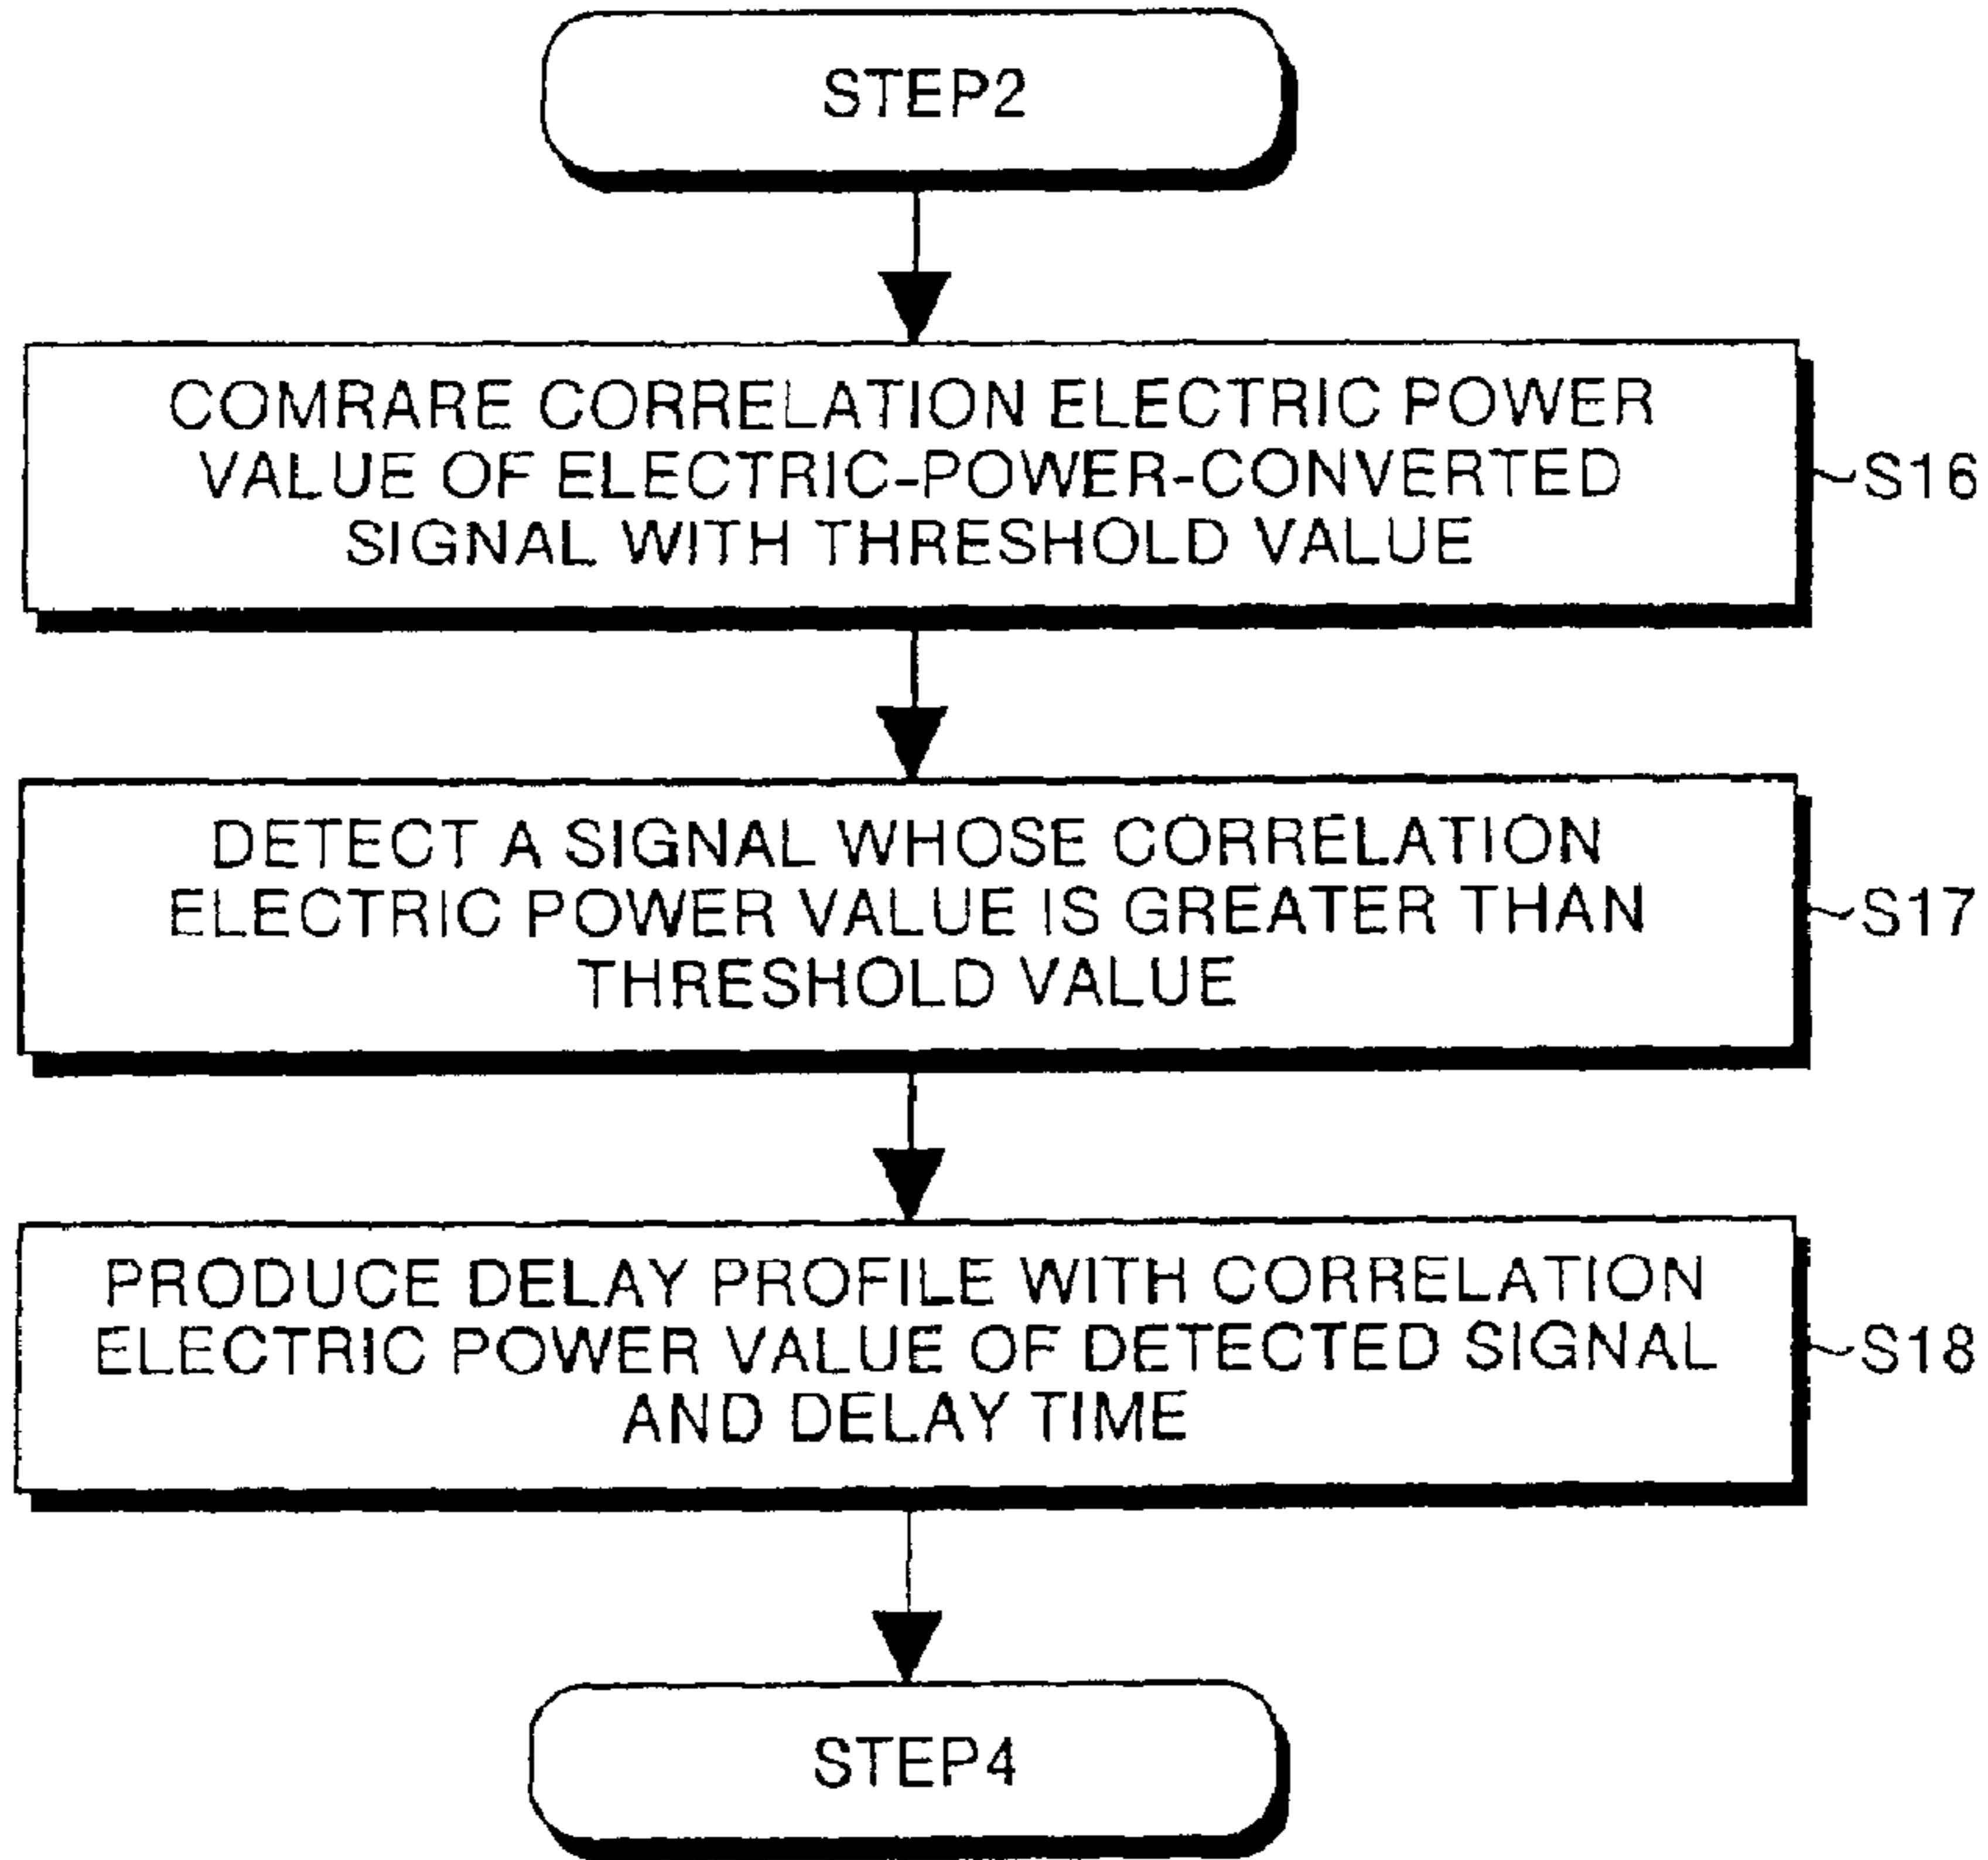 STEP2
COMRARE CORRELATION ELECTRIC POWER
VALUE OF ELECTRIC-POWER-CONVERTED
SIGNAL WITH THRESHOLD VALUE
S16
DETECT A SIGNAL WHOSE CORRELATION
ELECTRIC POWER VALUE IS GREATER THAN
THRESHOLD VALUE
S17
PRODUCE DELAY PROFILE WITH CORRELATION
ELECTRIC POWER VALUE OF DETECTED SIGNAL
AND DELAY TIME
S18
STEP4